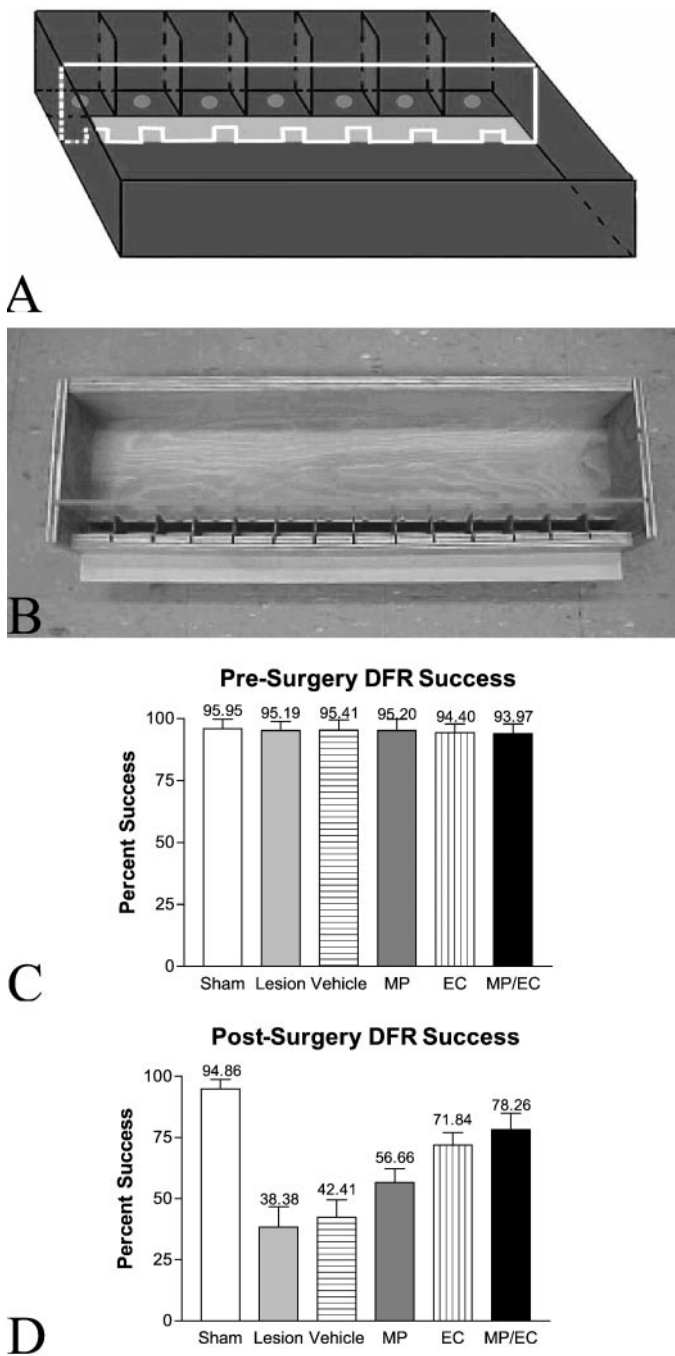 A
B
Pre-Surgery DFR Success
95.95 95.19 95.41 95.20 94.40 93.97
100
75
50
25
0
Percent Success
Sham Lesion Vehicle MP EC MP/EC
C
Post-Surgery DFR Success
94.86 38.38 42.41 56.66 71.84 78.26
100
75
50
25
0
Percent Success
Sham Lesion Vehicle MP EC MP/EC
D